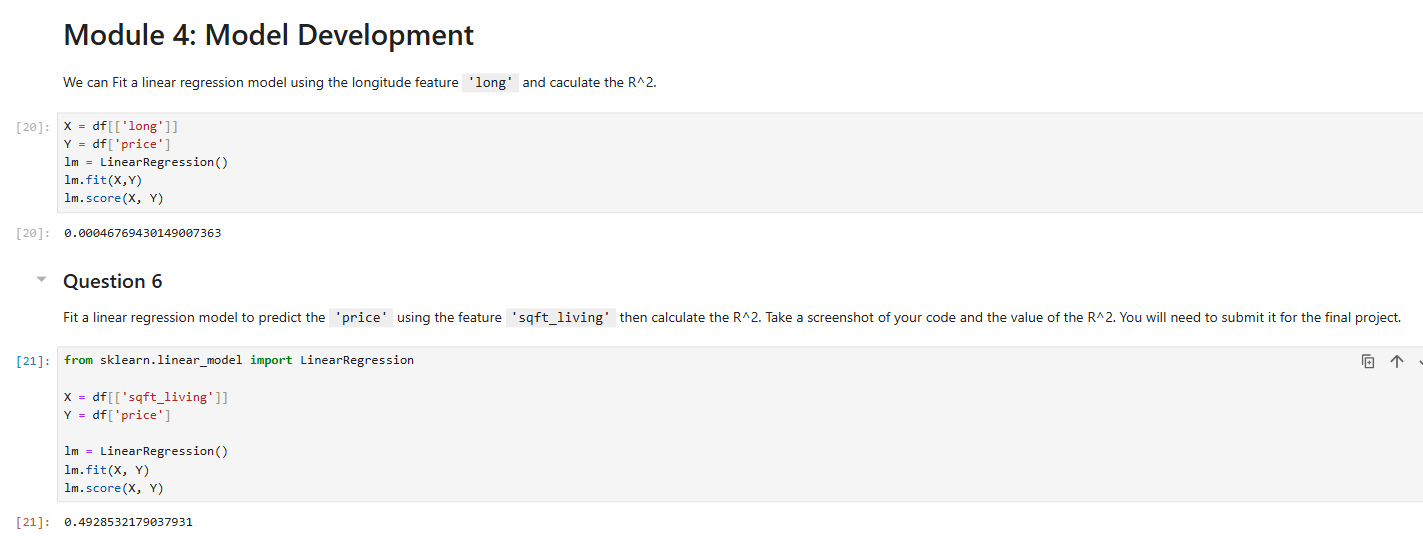 Module 4: Model Development
We can Fit a linear regression model using the longitude feature 'long' and caculate the R^2.
[20]: X = df[['long']]
Y = df['price']
lm = LinearRegression()
lm.fit(X,Y)
lm.score(X, Y)
[20]: 0.00046769430149007363
Question 6
Fit a linear regression model to predict the 'price' using the feature 'sqft_living' then calculate the R^2. Take a screenshot of your code and the value of the R^2. You will need to submit it for the final project.
[21]: from sklearn.linear_model import LinearRegression
X = df[['sqft_living']]
Y = df['price']
lm = LinearRegression()
lm.fit(X, Y)
lm.score(X, Y)
[21]: 0.4928532179037931